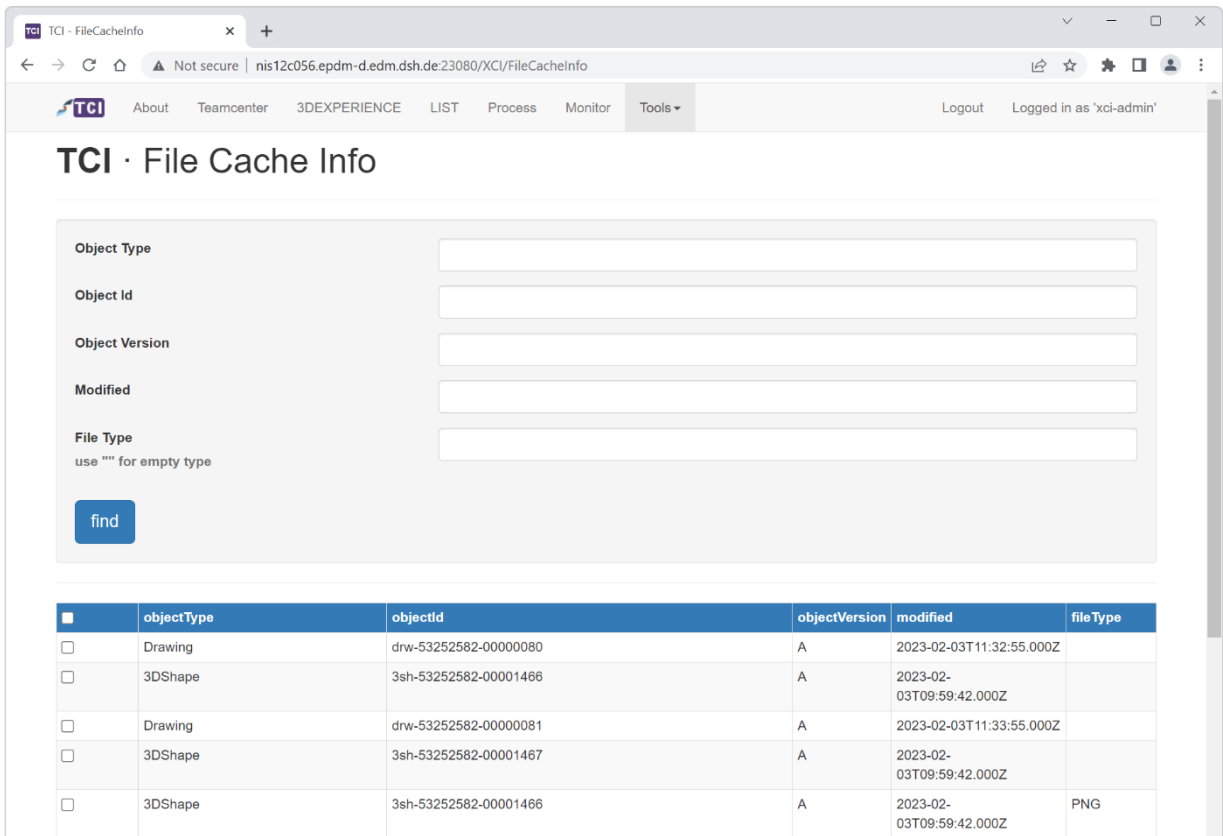 TCI TCI - FileCacheInfo
Not secure | nis12c056.epdm-d.edm.dsh.de:23080/XCI/FileCacheInfo
TCI About Teamcenter 3DEXPERIENCE LIST Process Monitor Tools Logout Logged in as 'xci-admin'
TCI · File Cache Info
Object Type
Object Id
Object Version
Modified
File Type
use "" for empty type
find
objectType objectId objectVersion modified fileType
Drawing drw-53252582-00000080 A 2023-02-03T11:32:55.000Z
3DShape 3sh-53252582-00001466 A 2023-02-
03T09:59:42.000Z
Drawing drw-53252582-00000081 A 2023-02-03T11:33:55.000Z
3DShape 3sh-53252582-00001467 A 2023-02-
03T09:59:42.000Z
3DShape 3sh-53252582-00001466 A 2023-02- PNG
03T09:59:42.000Z